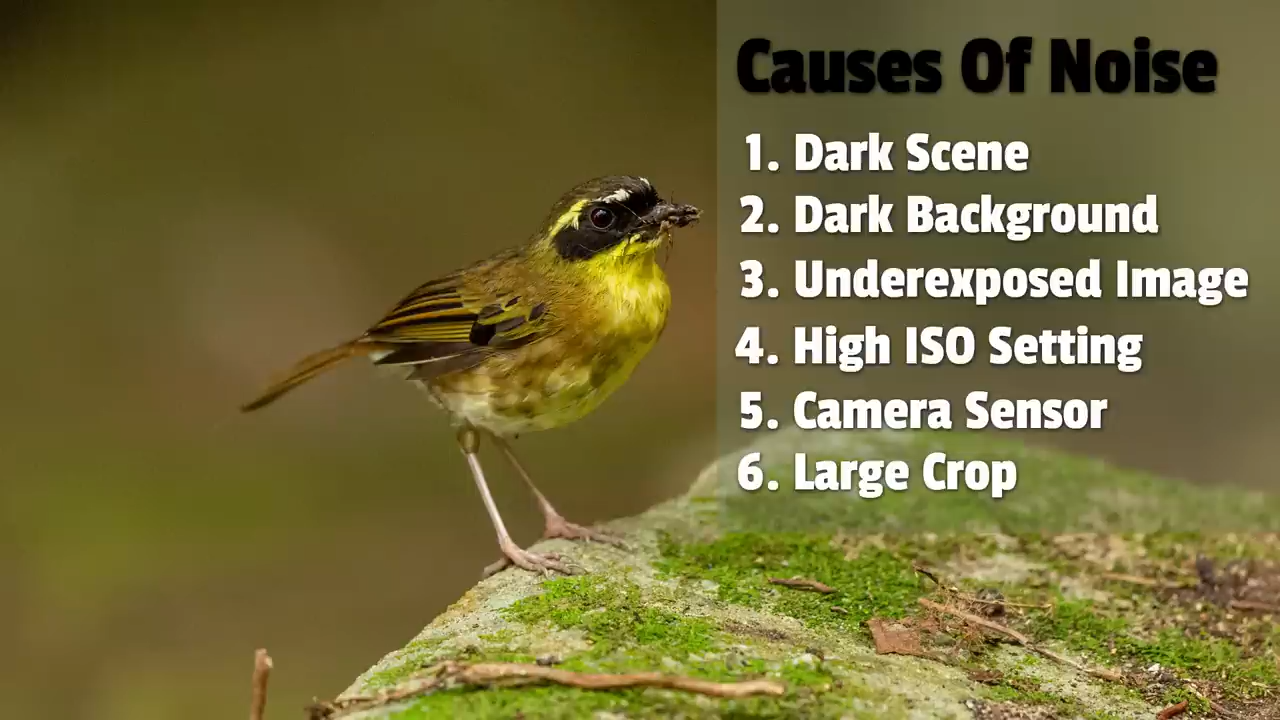 Causes Of Noise
1. Dark Scene
2. Dark Background
3. Underexposed Image
4. High ISO Setting
5. Camera Sensor
6. Large Crop